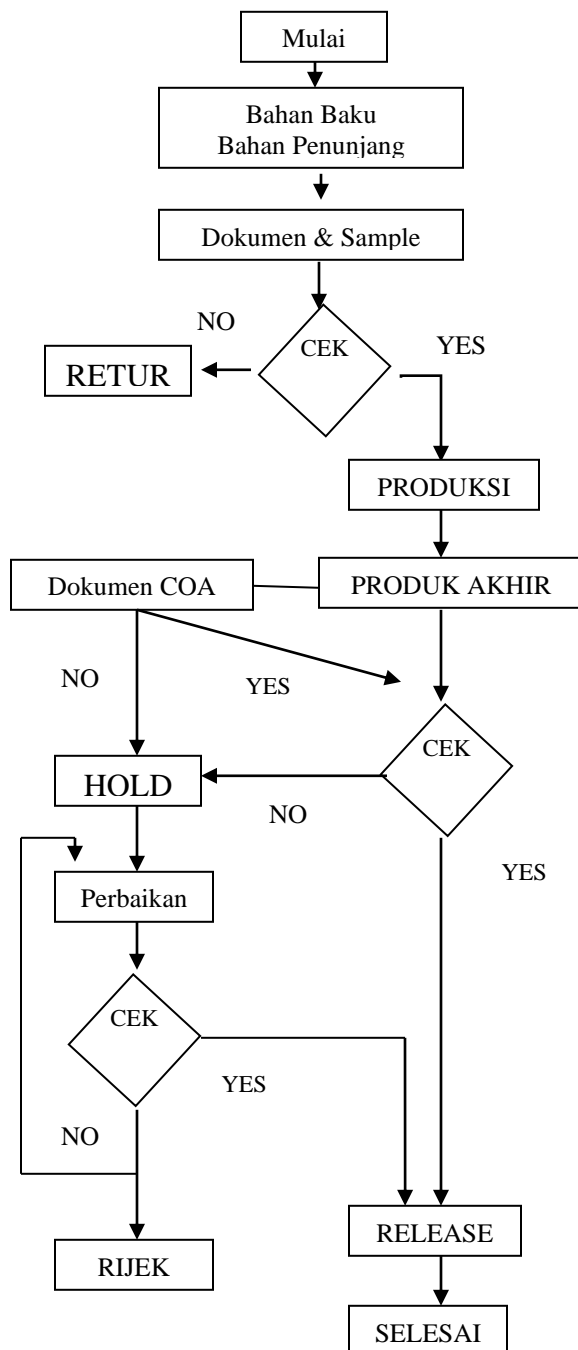 Mulai
Bahan Baku
Bahan Penunjang
Dokumen & Sample
NO
CEK
YES
RETUR
PRODUKSI
Dokumen COA
PRODUK AKHIR
NO
YES
CEK
HOLD
NO
YES
Perbaikan
CEK
YES
NO
RELEASE
RIJEK
SELESAI